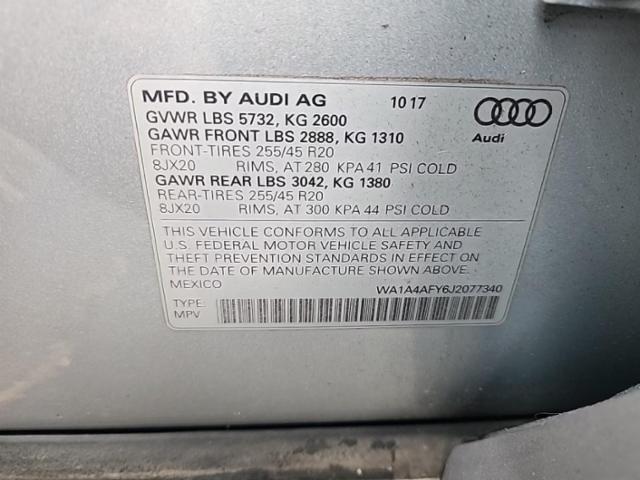 MFD. BY AUDI AG 10 17
GVWR LBS 5732, KG 2600
GAWR FRONT LBS 2888, KG 1310
FRONT-TIRES 255/45 R20
8JX20 RIMS, AT 280 KPA 41 PSI COLD
GAWR REAR LBS 3042, KG 1380
REAR-TIRES 255/45 R20
8JX20 RIMS, AT 300 KPA 44 PSI COLD
Audi
THIS VEHICLE CONFORMS TO ALL APPLICABLE
U.S. FEDERAL MOTOR VEHICLE SAFETY AND
THEFT PREVENTION STANDARDS IN EFFECT ON
THE DATE OF MANUFACTURE SHOWN ABOVE.
MEXICO WA1A4AFY6J2077340
TYPE:
MPV